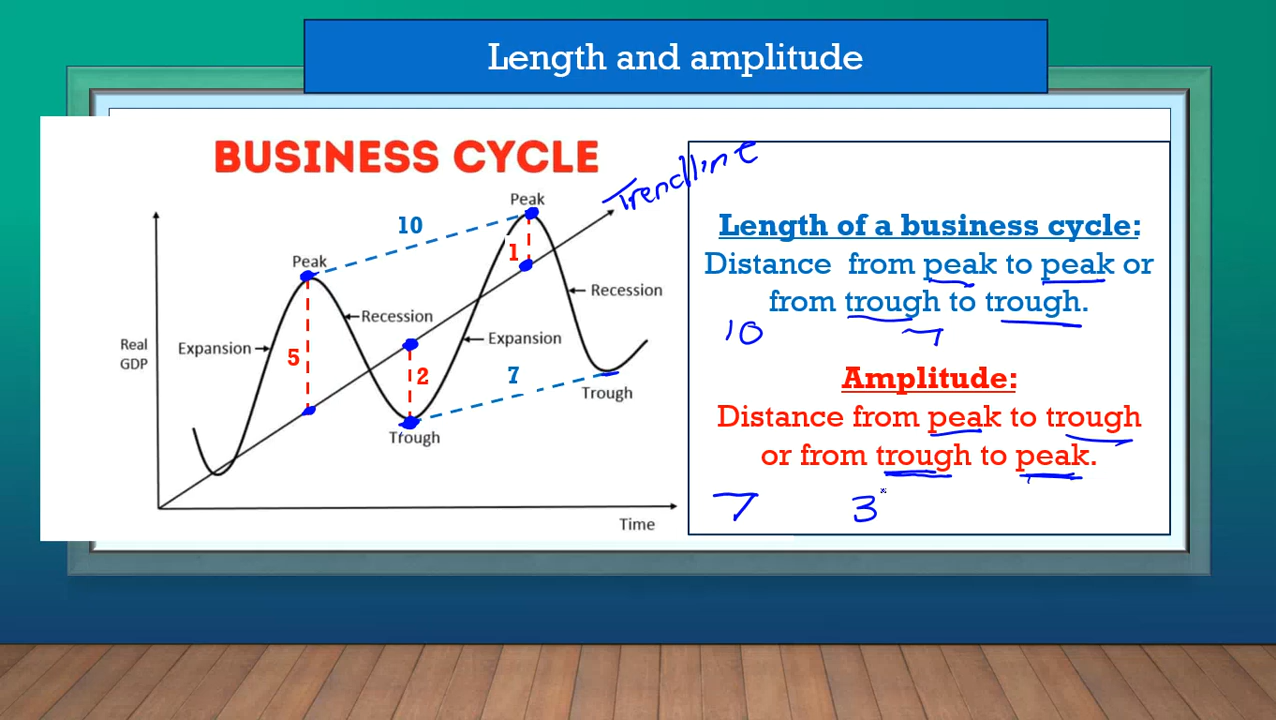 Length and amplitude
BUSINESS CYCLE
Trendline
Peak
10
Peak
1
Recession
Recession
Real
GDP
Expansion
Expansion
5
2
7
Trough
Trough
Time
Length of a business cycle:
Distance from peak to peak or
from trough to trough.
10 7
Amplitude:
Distance from peak to trough
or from trough to peak.
7 3